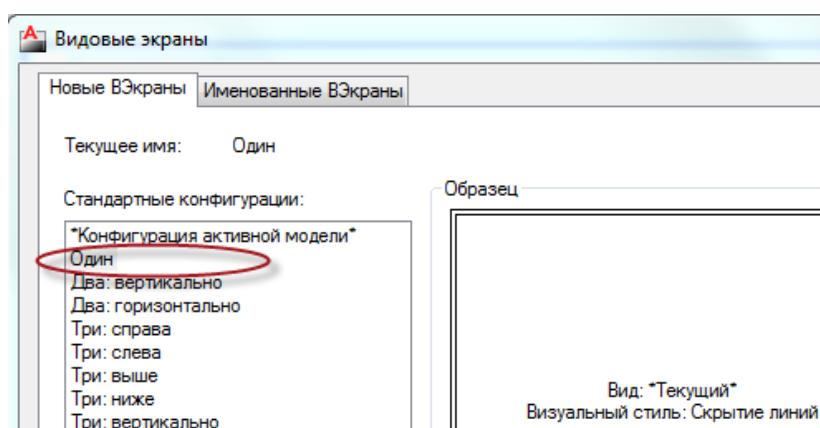 Видовые экраны
Новые ВЭкраны Именованные ВЭкраны
Текущее имя: Один
Стандартные конфигурации:
*Конфигурация активной модели*
Один
Два: вертикально
Два: горизонтально
Три: справа
Три: слева
Три: выше
Три: ниже
Три: вертикально
Образец
Вид: *Текущий*
Визуальный стиль: Скрытие линий